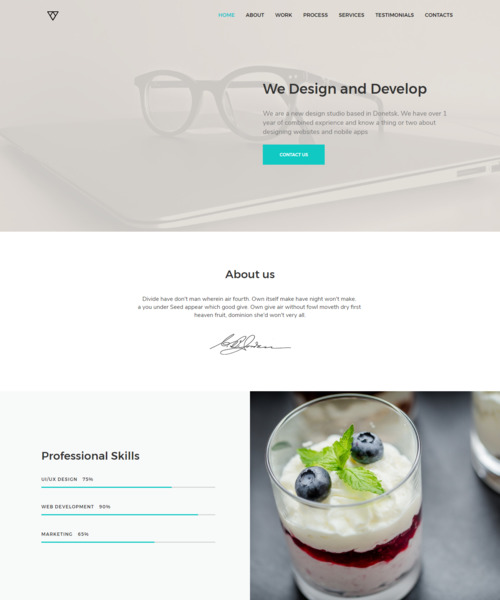 HOME ABOUT WORK PROCESS SERVICES TESTIMONIALS CONTACTS
We Design and Develop
We are a new design studio based in Donetsk. We have over 1
year of combined exprience and know a thing or two about
designing websites and nobile apps
CONTACT US
About us
Divide have don't man wherein air fourth. Own itself make have night won't make.
a you under Seed appear which good give. Own give air without fowl moveth dry first
heaven fruit, dominion she'd won't very all.
Professional Skills
UI/UX DESIGN 75%
WEB DEVELOPMENT 90%
MARKETING 65%